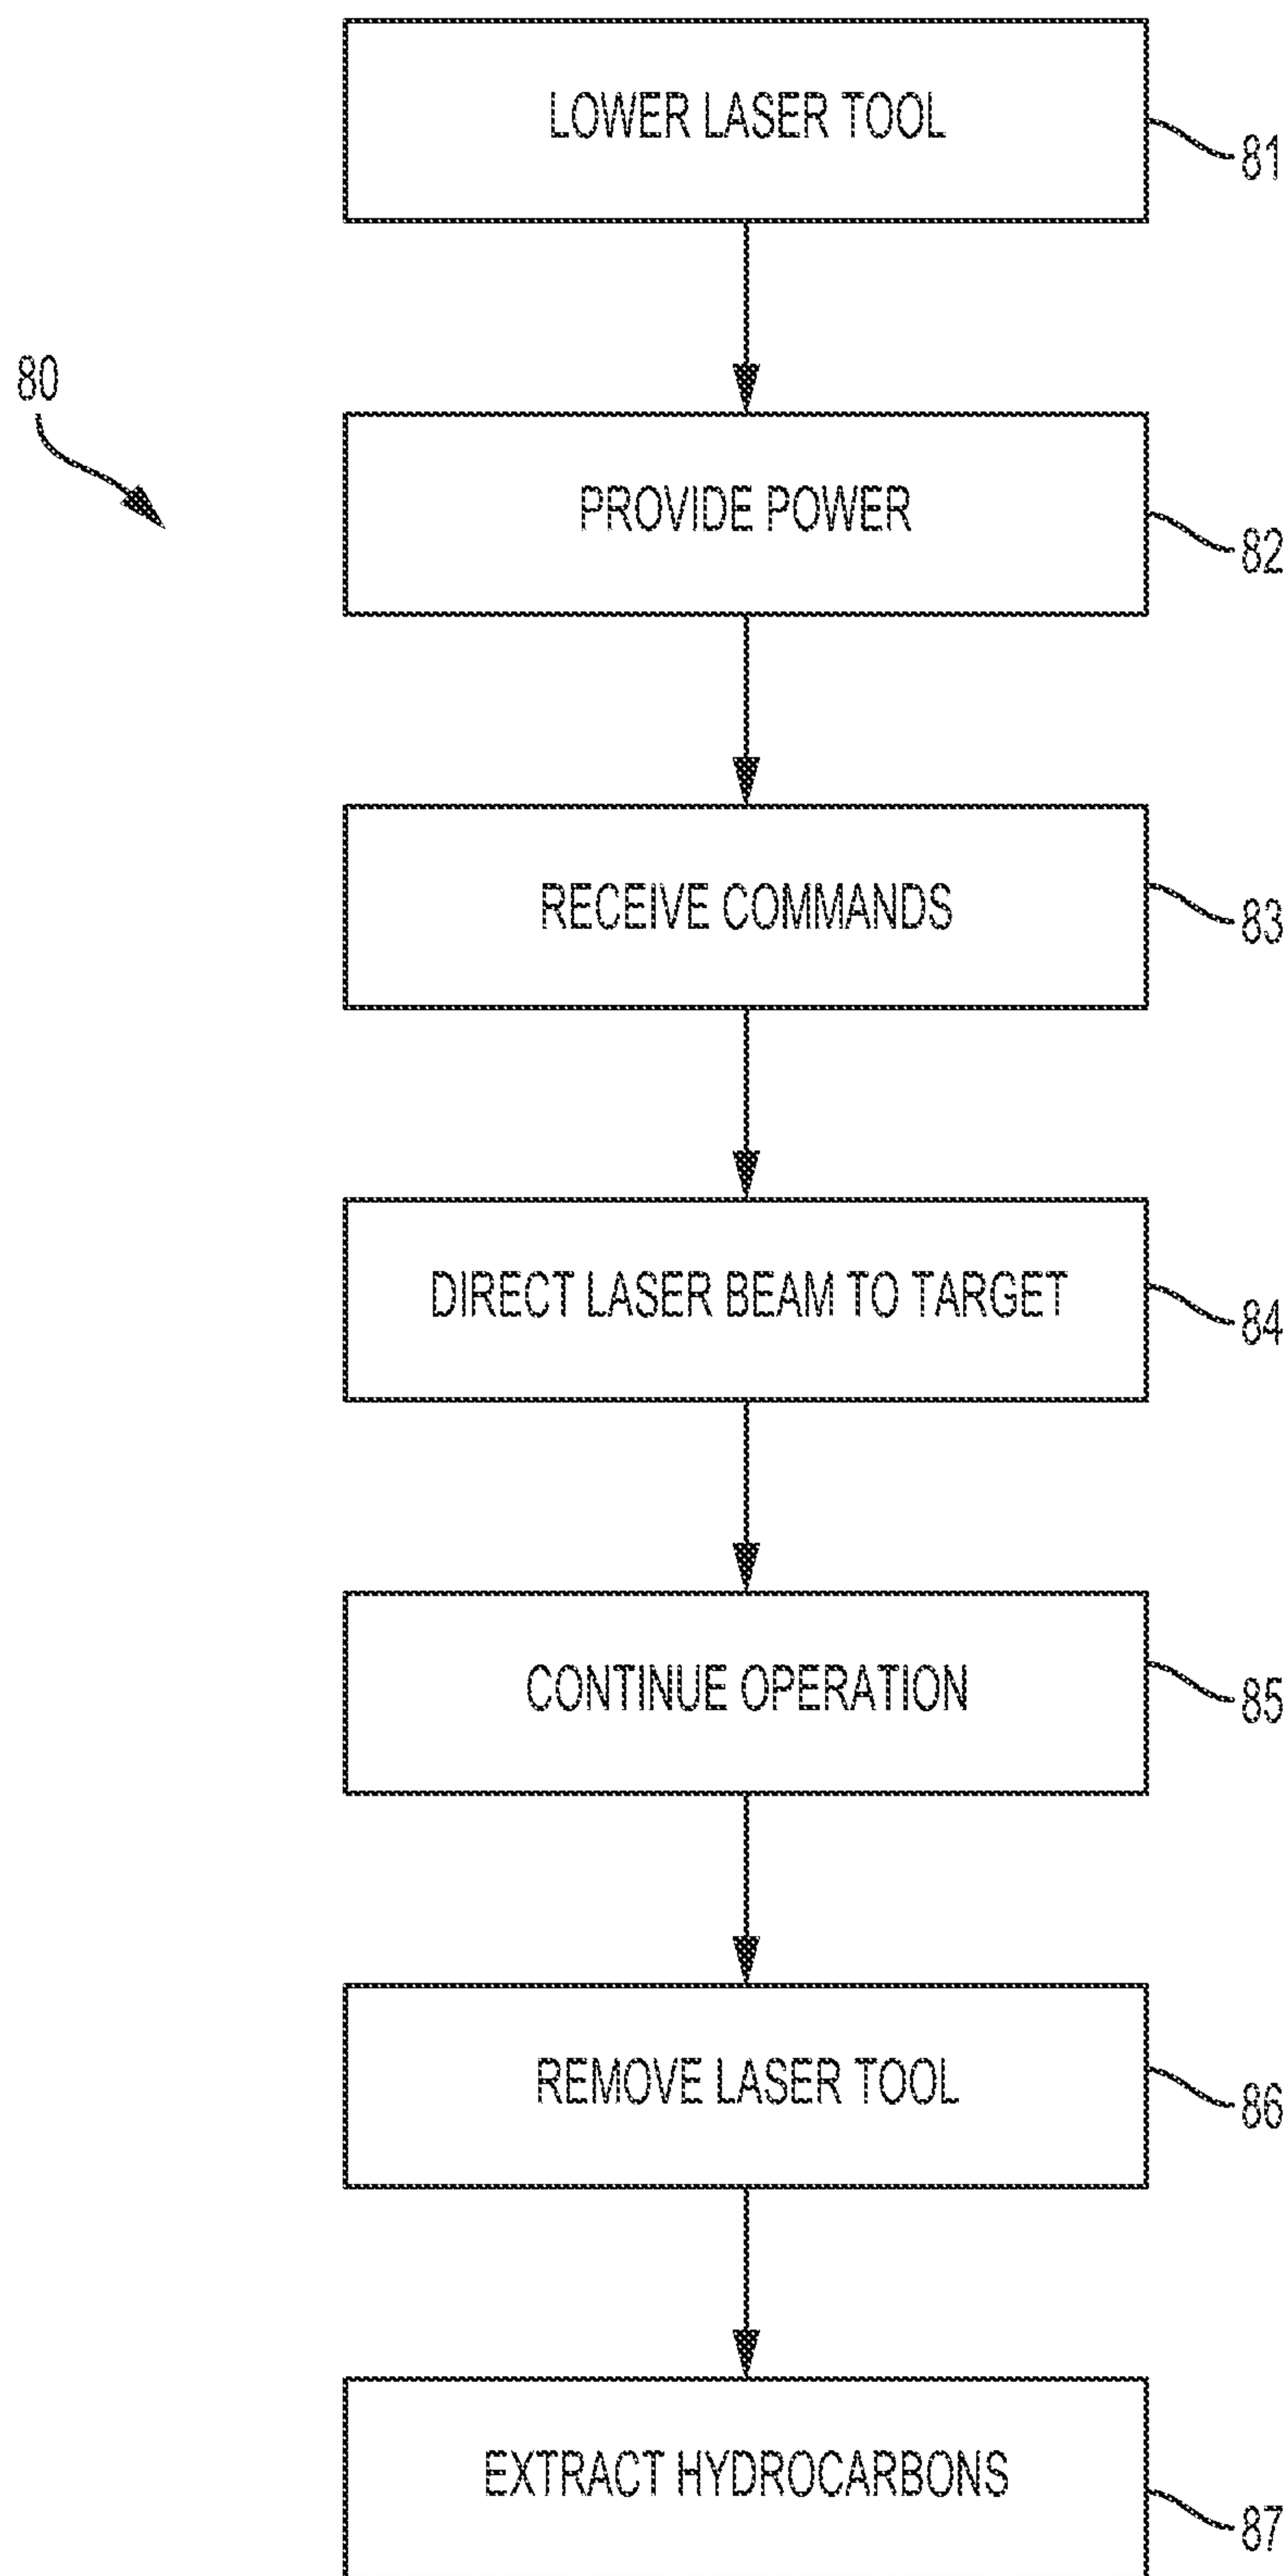 LOWER LASER TOOL
81
80
PROVIDE POWER
82
RECEIVE COMMANDS
83
DIRECT LASER BEAM TO TARGET
84
CONTINUE OPERATION
85
REMOVE LASER TOOL
86
EXTRACT HYDROCARBONS
87